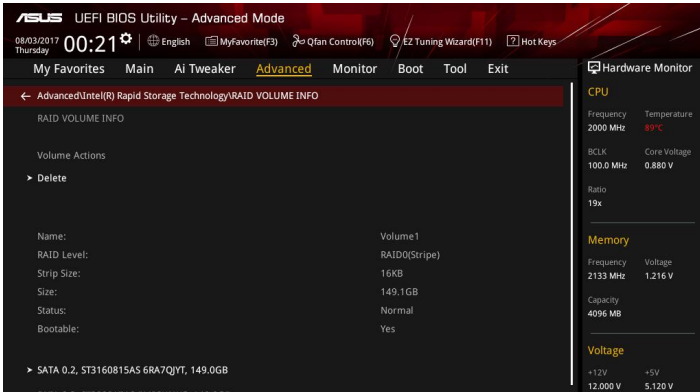 ASUS UEFI BIOS Utility – Advanced Mode
08/03/2017
Thursday
00:21
English
MyFavorite(F3)
Qfan Control(F6)
EZ Tuning Wizard(F11)
? Hot Keys
My Favorites Main Ai Tweaker Advanced Monitor Boot Tool Exit
← Advanced\Intel(R) Rapid Storage Technology\RAID VOLUME INFO
RAID VOLUME INFO
Volume Actions
> Delete
Name: Volume1
RAID Level: RAID0(Stripe)
Strip Size: 16KB
Size: 149.1GB
Status: Normal
Bootable: Yes
> SATA 0.2, ST3160815AS 6RA7QJYT, 149.0GB
Hardware Monitor
CPU
Frequency Temperature
2000 MHz 89°C
BCLK Core Voltage
100.0 MHz 0.880 V
Ratio
19x
Memory
Frequency Voltage
2133 MHz 1.216 V
Capacity
4096 MB
Voltage
+12V +5V
12.000 V 5.120 V